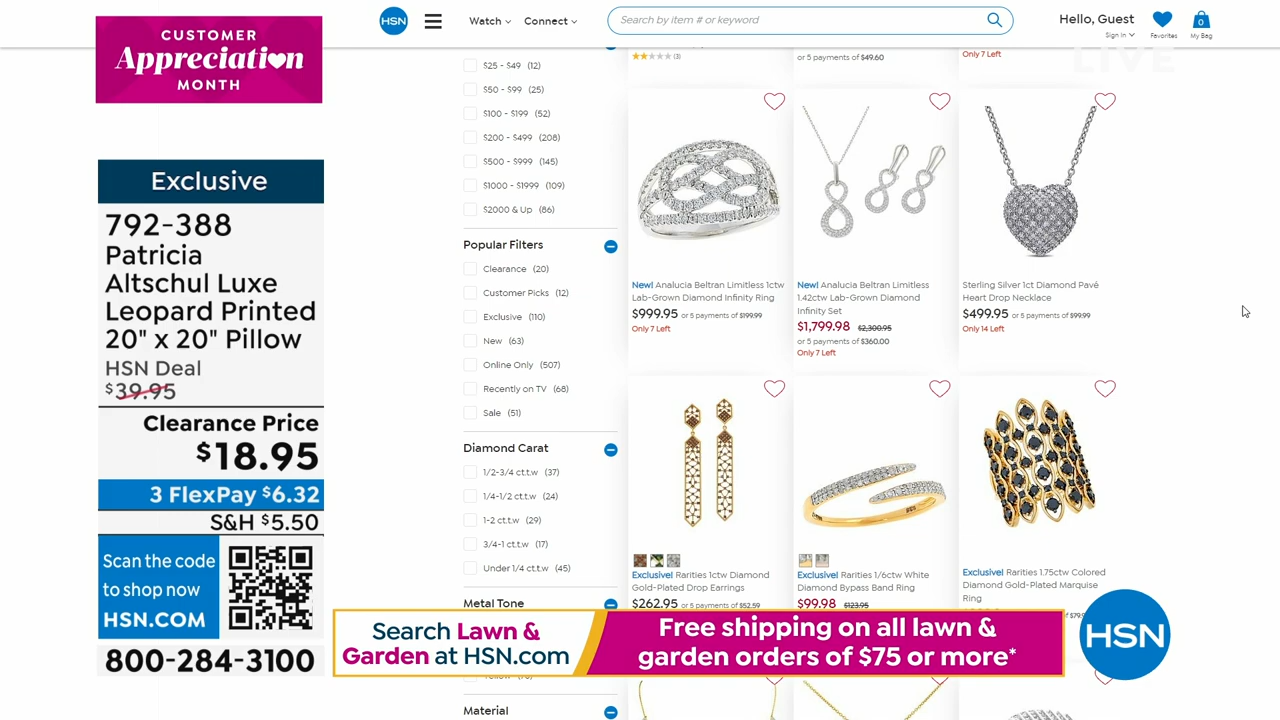 CUSTOMER
Appreciation
MONTH
Exclusive
792-388
Patricia
Altschul Luxe
Leopard Printed
20" x 20" Pillow
HSN Deal
$39.95
Clearance Price
$18.95
3 FlexPay $6.32
S&H $5.50
Scan the code
to shop now
HSN.COM
800-284-3100
HSN
Watch
Connect
Search by item # or keyword
Hello, Guest
Sign In
Favorites
0
My Bag
LIVE
$25 - $49 (12)
$50 - $99 (25)
$100 - $199 (52)
$200 - $499 (208)
$500 - $999 (145)
$1000 - $1999 (109)
$2000 & Up (86)
Popular Filters
Clearance (20)
Customer Picks (12)
Exclusive (110)
New (63)
Online Only (507)
Recently on TV (68)
Sale (51)
Diamond Carat
1/2-3/4 ct.t.w (37)
1/4-1/2 ct.t.w (24)
1-2 ct.t.w (29)
3/4-1 ct.t.w (17)
Under 1/4 ct.t.w (45)
Metal Tone
Material
(3)
or 5 payments of $49.60
Only 7 Left
New! Analucia Beltran Limitless 1ctw
Lab-Grown Diamond Infinity Ring
$999.95 or 5 payments of $199.99
Only 7 Left
New! Analucia Beltran Limitless
1.42ctw Lab-Grown Diamond
Infinity Set
$1,799.98 $2,300.95
or 5 payments of $360.00
Only 7 Left
Sterling Silver 1ct Diamond Pavé
Heart Drop Necklace
$499.95 or 5 payments of $99.99
Only 14 Left
Exclusive! Rarities 1ctw Diamond
Gold-Plated Drop Earrings
$262.95 or 5 payments of $52.59
Exclusive! Rarities 1/6ctw White
Diamond Bypass Band Ring
$99.98 $123.95
Exclusive! Rarities 1.75ctw Colored
Diamond Gold-Plated Marquise
Ring
Search Lawn &
Garden at HSN.com
Free shipping on all lawn &
garden orders of $75 or more*
HSN